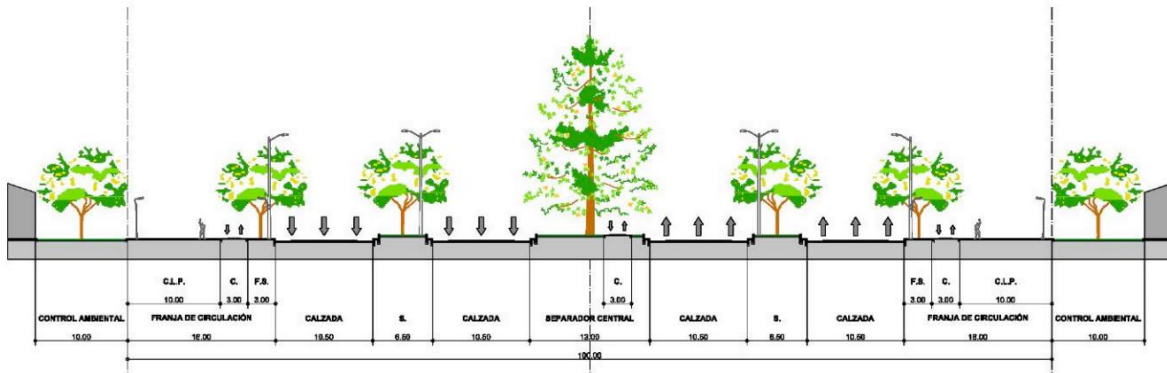 C.L.P. C. F.S. C. F.S. C. C.L.P.
10.00 3.00 3.00 3.00 3.00 3.00 10.00
CONTROL AMBIENTAL FRANJA DE CIRCULACIÓN CALZADA S. CALZADA SEPARADOR CENTRAL CALZADA S. CALZADA FRANJA DE CIRCULACIÓN CONTROL AMBIENTAL
10.00 16.00 10.50 6.50 10.50 13.00 10.50 6.50 10.50 16.00 10.00
100.00